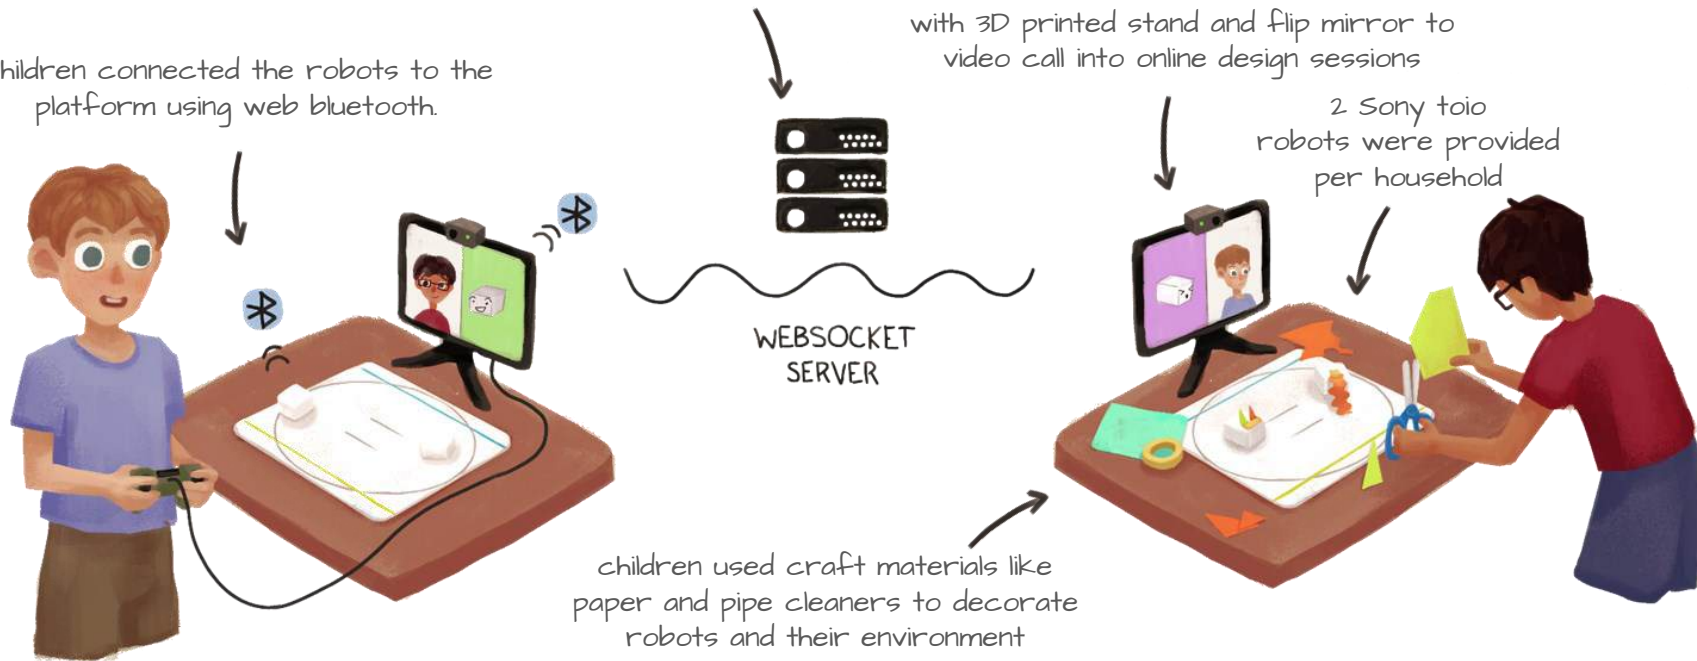 hildren connected the robots to the
platform using web bluetooth.
with 3D printed stand and flip mirror to
video call into online design sessions
2 Sony toio
robots were provided
per household
WEBSOCKET
SERVER
children used craft materials like
paper and pipe cleaners to decorate
robots and their environment